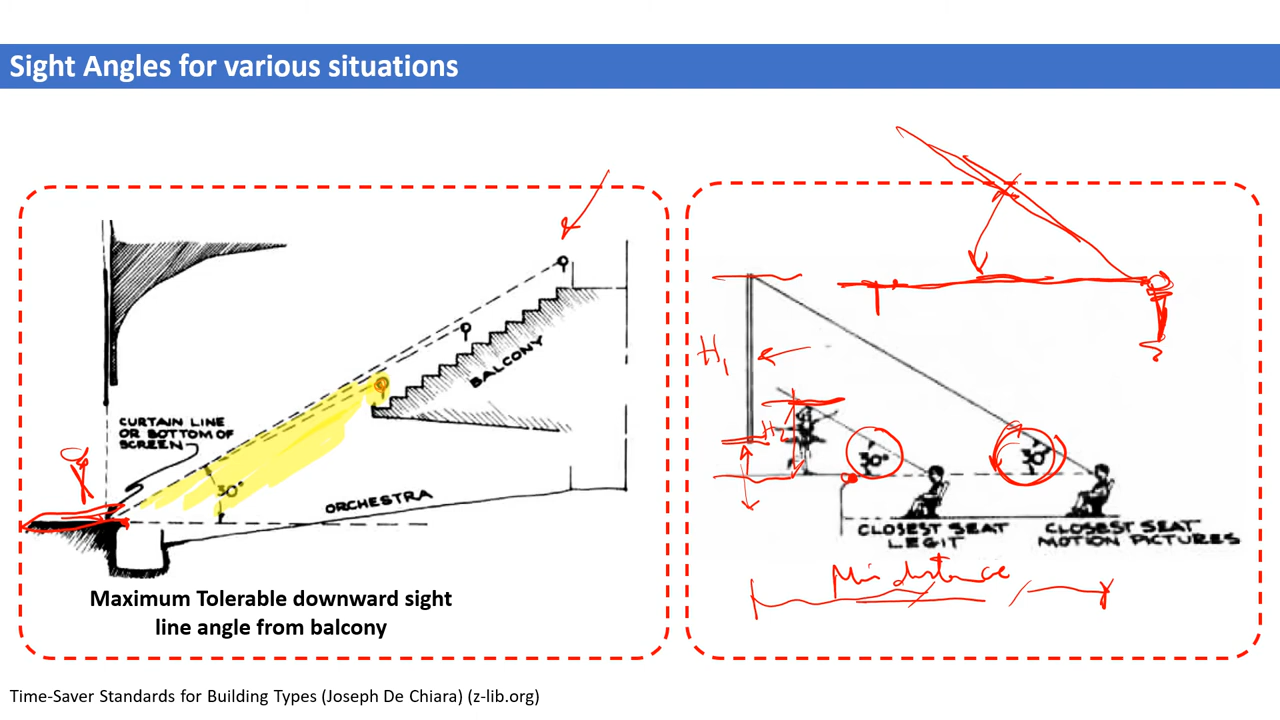 Sight Angles for various situations
CURTAIN LINE
OR BOTTOM OF
SCREEN
30°
BALCONY
ORCHESTRA
Maximum Tolerable downward sight
line angle from balcony
H1
H2
30°
30
CLOSEST SEAT
LEGIT
CLOSEST SEAT
MOTION PICTURES
Min distance
Time-Saver Standards for Building Types (Joseph De Chiara) (z-lib.org)